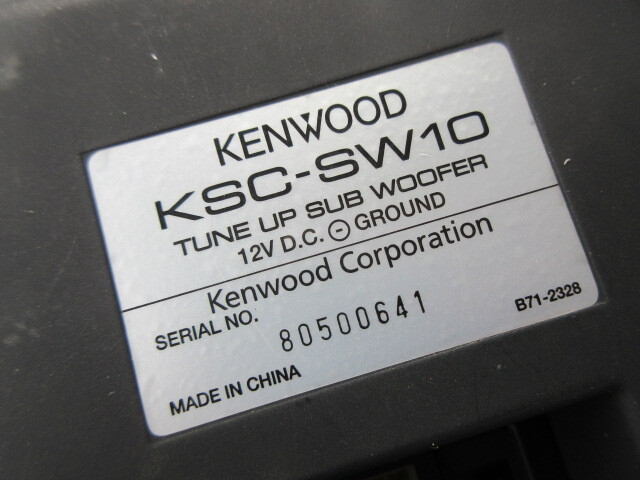 KENWOOD
KSC-SW10
TUNE UP SUB WOOFER
12V D.C. ⊖ GROUND
Kenwood Corporation
SERIAL NO. 80500641 B71-2328
MADE IN CHINA